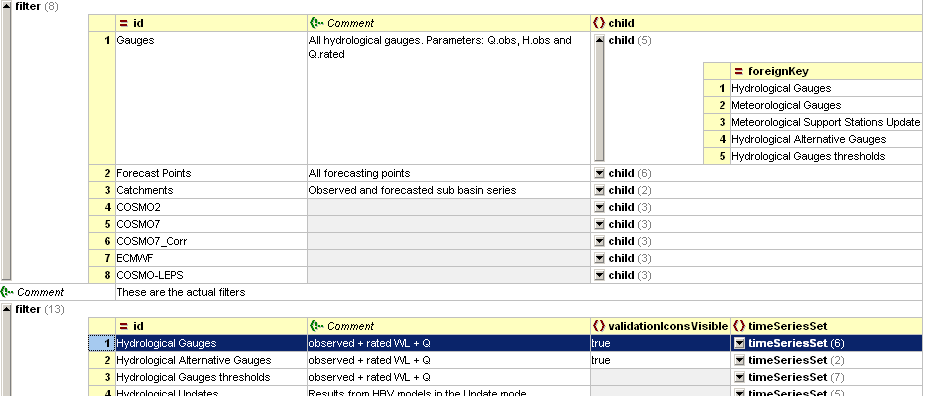 filter (8)
= id Comment child
1 Gauges All hydrological gauges. Parameters: Q.obs, H.obs and child (5)
Q.rated
= foreignKey
1 Hydrological Gauges
2 Meteorological Gauges
3 Meteorological Support Stations Update
4 Hydrological Alternative Gauges
5 Hydrological Gauges thresholds
2 Forecast Points All forecasting points child (6)
3 Catchments Observed and forecasted sub basin series child (2)
4 COSMO2 child (3)
5 COSMO7 child (3)
6 COSMO7_Corr child (3)
7 ECMWF child (3)
8 COSMO-LEPS child (3)
Comment These are the actual filters
filter (13)
= id Comment validationIconsVisible timeSeriesSet
1 Hydrological Gauges observed + rated WL + Q true timeSeriesSet (6)
2 Hydrological Alternative Gauges observed + rated WL + Q true timeSeriesSet (2)
3 Hydrological Gauges thresholds observed + rated WL + Q timeSeriesSet (7)
4 Hydrological Updates Results from HBV models in the Update mode timeSeriesSet (5)